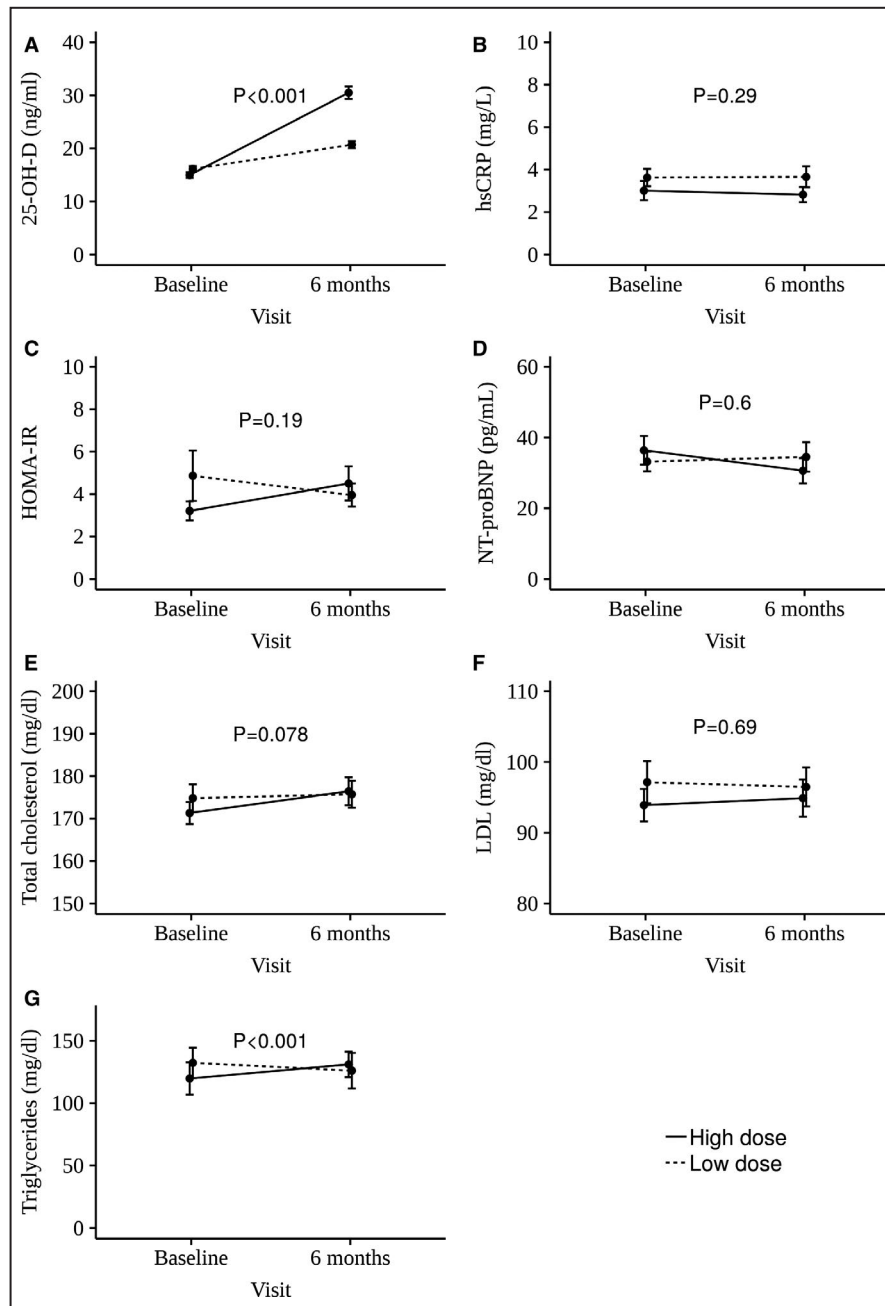 A
25-OH-D (ng/ml)
40
30
20
10
0
P<0.001
Baseline
6 months
Visit
B
hsCRP (mg/L)
10
8
6
4
2
0
P=0.29
Baseline
6 months
Visit
C
HOMA-IR
10
8
6
4
2
0
P=0.19
Baseline
6 months
Visit
D
NT-proBNP (pg/mL)
60
40
20
0
P=0.6
Baseline
6 months
Visit
E
Total cholesterol (mg/dl)
200
190
180
170
160
150
P=0.078
Baseline
6 months
Visit
F
LDL (mg/dl)
110
100
90
80
P=0.69
Baseline
6 months
Visit
G
Triglycerides (mg/dl)
150
100
50
0
P<0.001
Baseline
6 months
Visit
High dose
Low dose